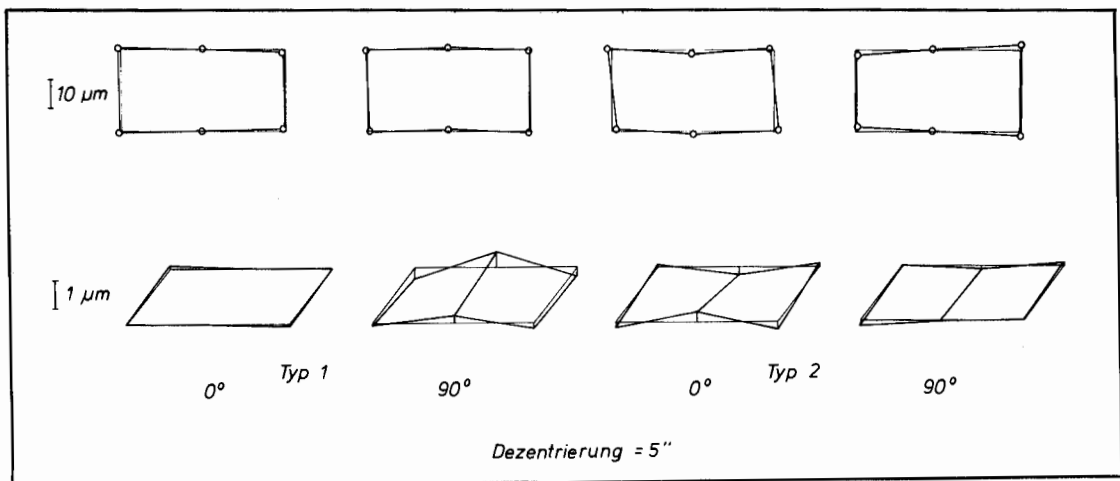 10 µm
1 µm
Typ 1
Typ 2
0° 90° 0° 90°
Dezentrierung = 5"